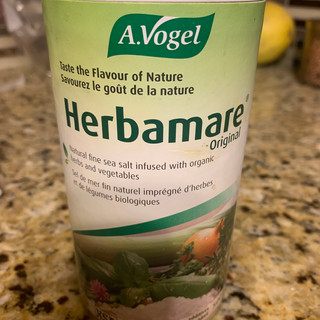 A.Vogel
Taste the Flavour of Nature
Savourez le goût de la nature
Herbamare®
Original
Natural fine sea salt infused with organic
herbs and vegetables
Sel de mer fin naturel imprégné d'herbes
et de légumes biologiques